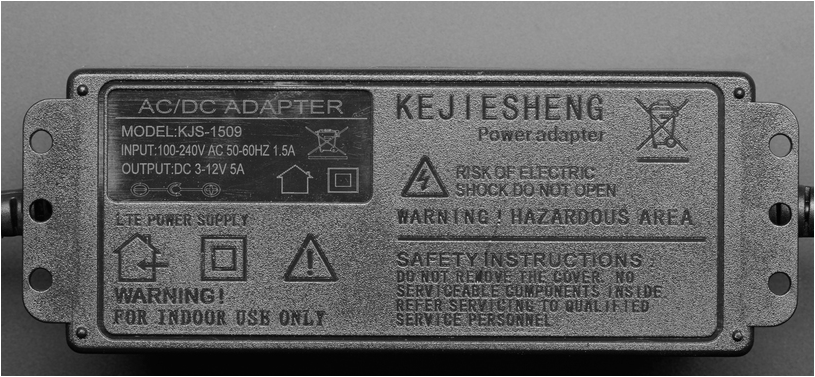 AC/DC ADAPTER
MODEL:KJS-1509
INPUT:100-240V AC 50-60HZ 1.5A
OUTPUT:DC 3-12V 5A
LTE POWER SUPPLY
WARNING!
FOR INDOOR USE ONLY
KEJIESHENG
Power adapter
RISK OF ELECTRIC
SHOCK.DO NOT OPEN
WARNING! HAZARDOUS AREA
SAFETY INSTRUCTIONS
DO NOT REMOVE THE COVER. NO
SERVICEABLE COMPONENTS INSIDE.
REFER SERVICING TO QUALIFIED
SERVICE PERSONNEL